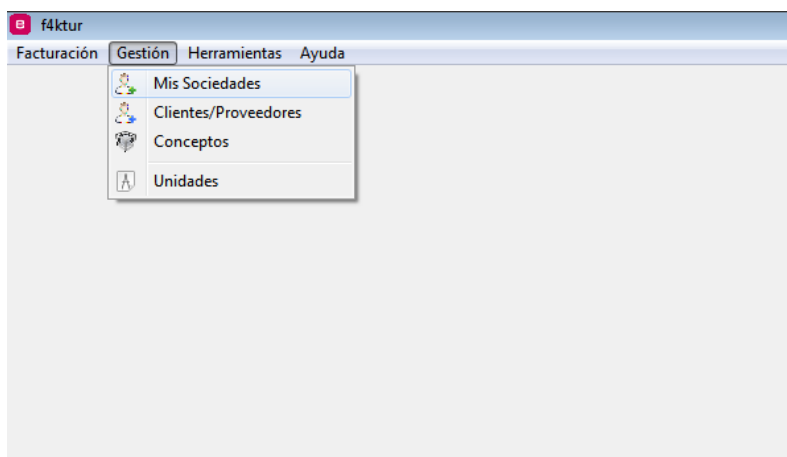 f4ktur
Facturación Gestión Herramientas Ayuda
Mis Sociedades
Clientes/Proveedores
Conceptos
Unidades